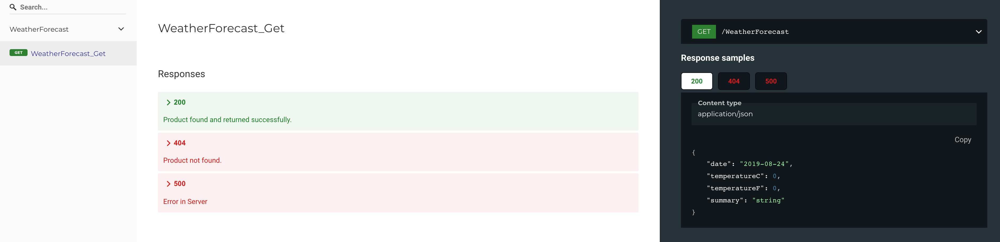 Search...
WeatherForecast
GET WeatherForecast_Get
WeatherForecast_Get
Responses
200
Product found and returned successfully.
404
Product not found.
500
Error in Server
GET /WeatherForecast
Response samples
200 404 500
Content type
application/json
Copy
{
"date": "2019-08-24",
"temperatureC": 0,
"temperatureF": 0,
"summary": "string"
}